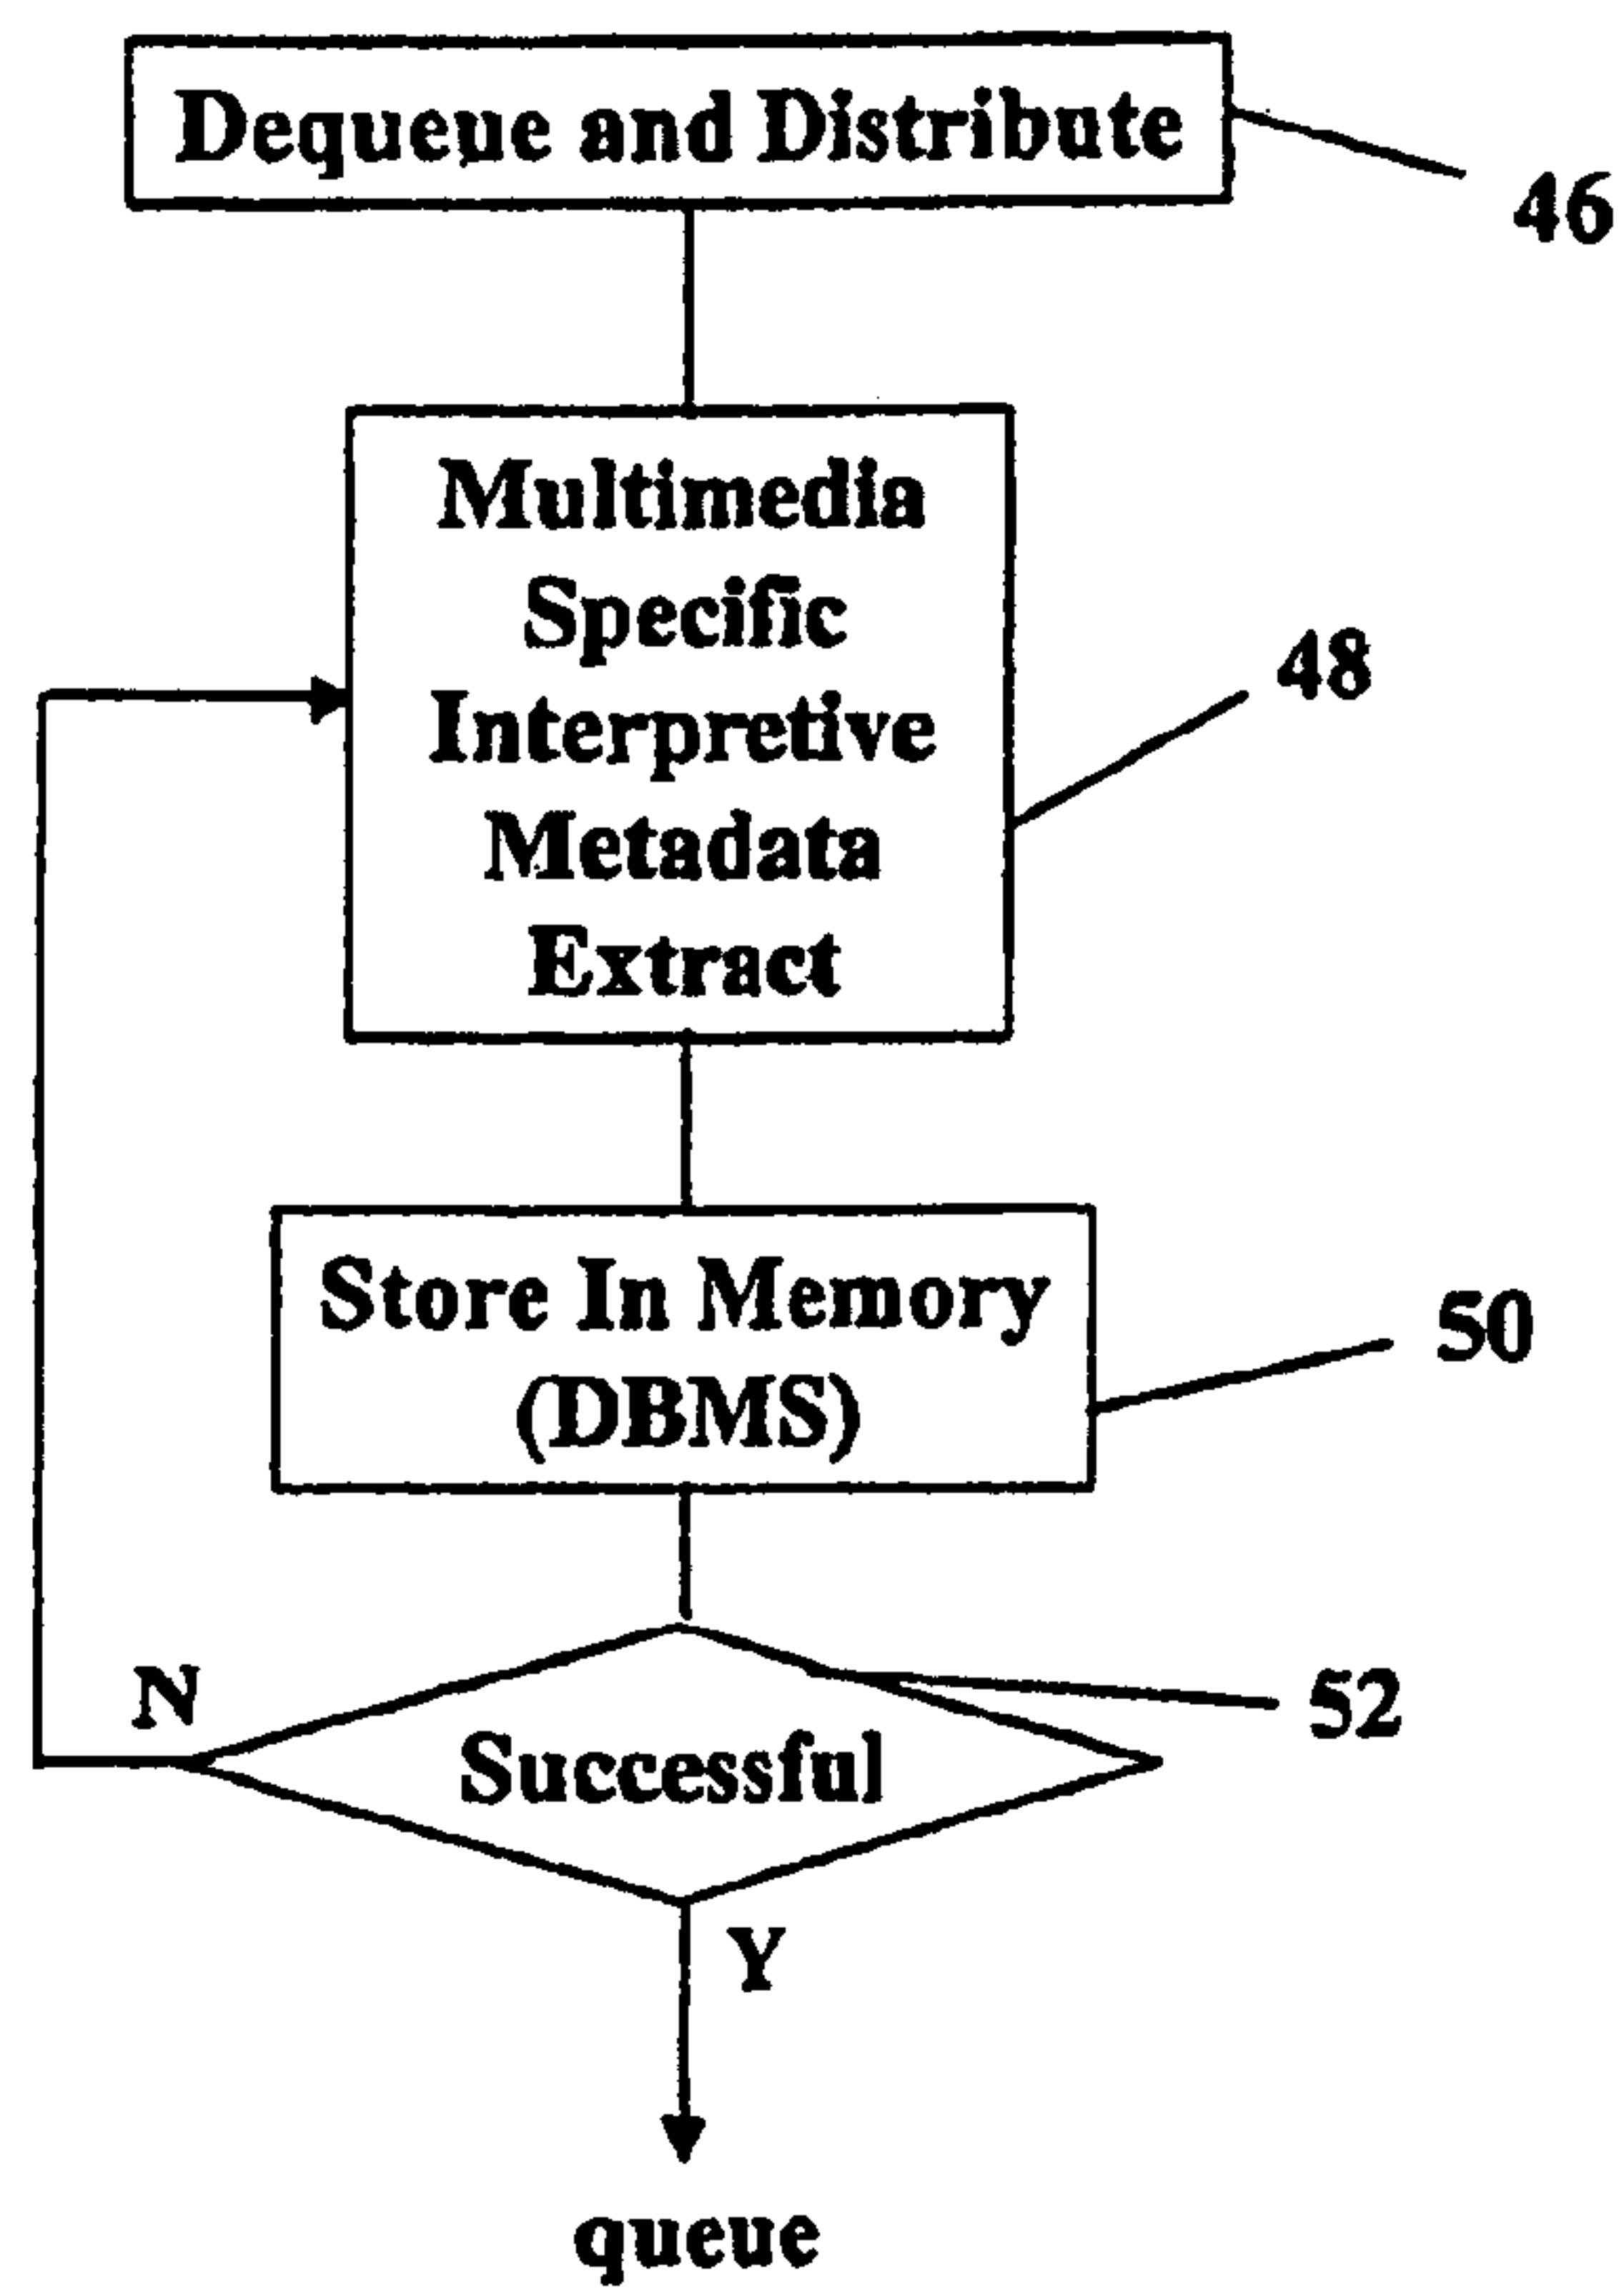 Dequeue and Distribute
46
Multimedia
Specific
48
Interpretive
Metadata
Extract
Store In Memory
50
(DBMS)
N
52
Successful
Y
queue